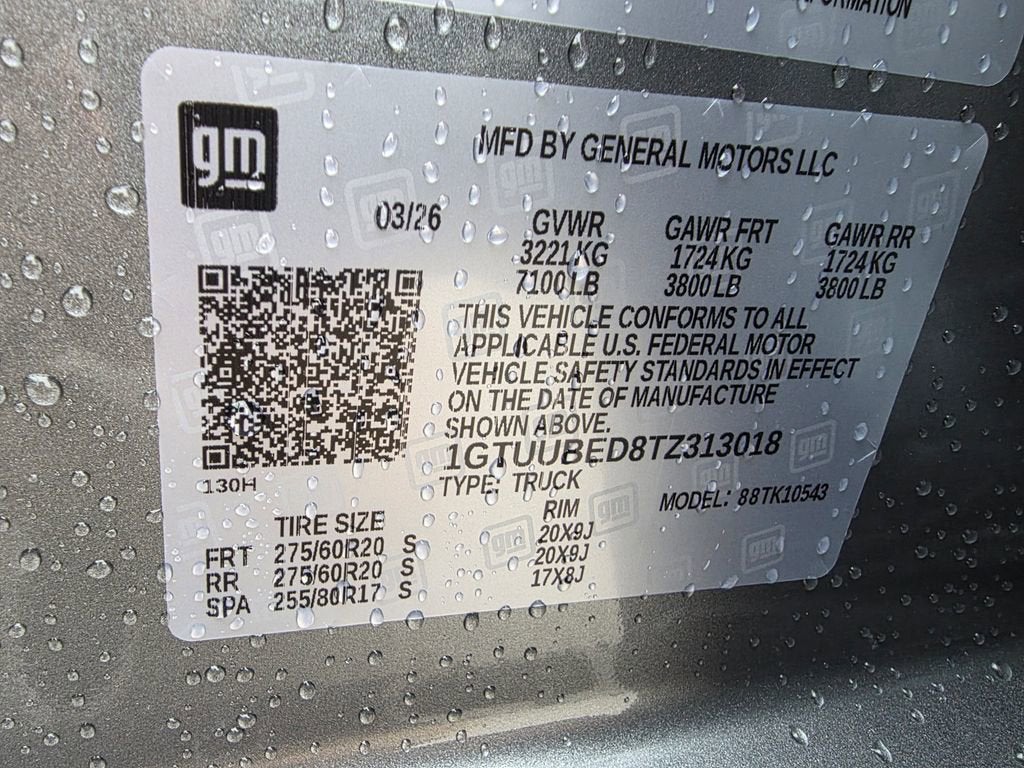 INFORMATION
gm
MFD BY GENERAL MOTORS LLC
03/26
GVWR GAWR FRT GAWR RR
3221 KG 1724 KG 1724 KG
7100 LB 3800 LB 3800 LB
THIS VEHICLE CONFORMS TO ALL
APPLICABLE U.S. FEDERAL MOTOR
VEHICLE SAFETY STANDARDS IN EFFECT
ON THE DATE OF MANUFACTURE
SHOWN ABOVE.
1GTUUBED8TZ313018
130H
TYPE: TRUCK MODEL: 88TK10543
TIRE SIZE RIM
FRT 275/60R20 S 20X9J
RR 275/60R20 S 20X9J
SPA 255/80R17 S 17X8J